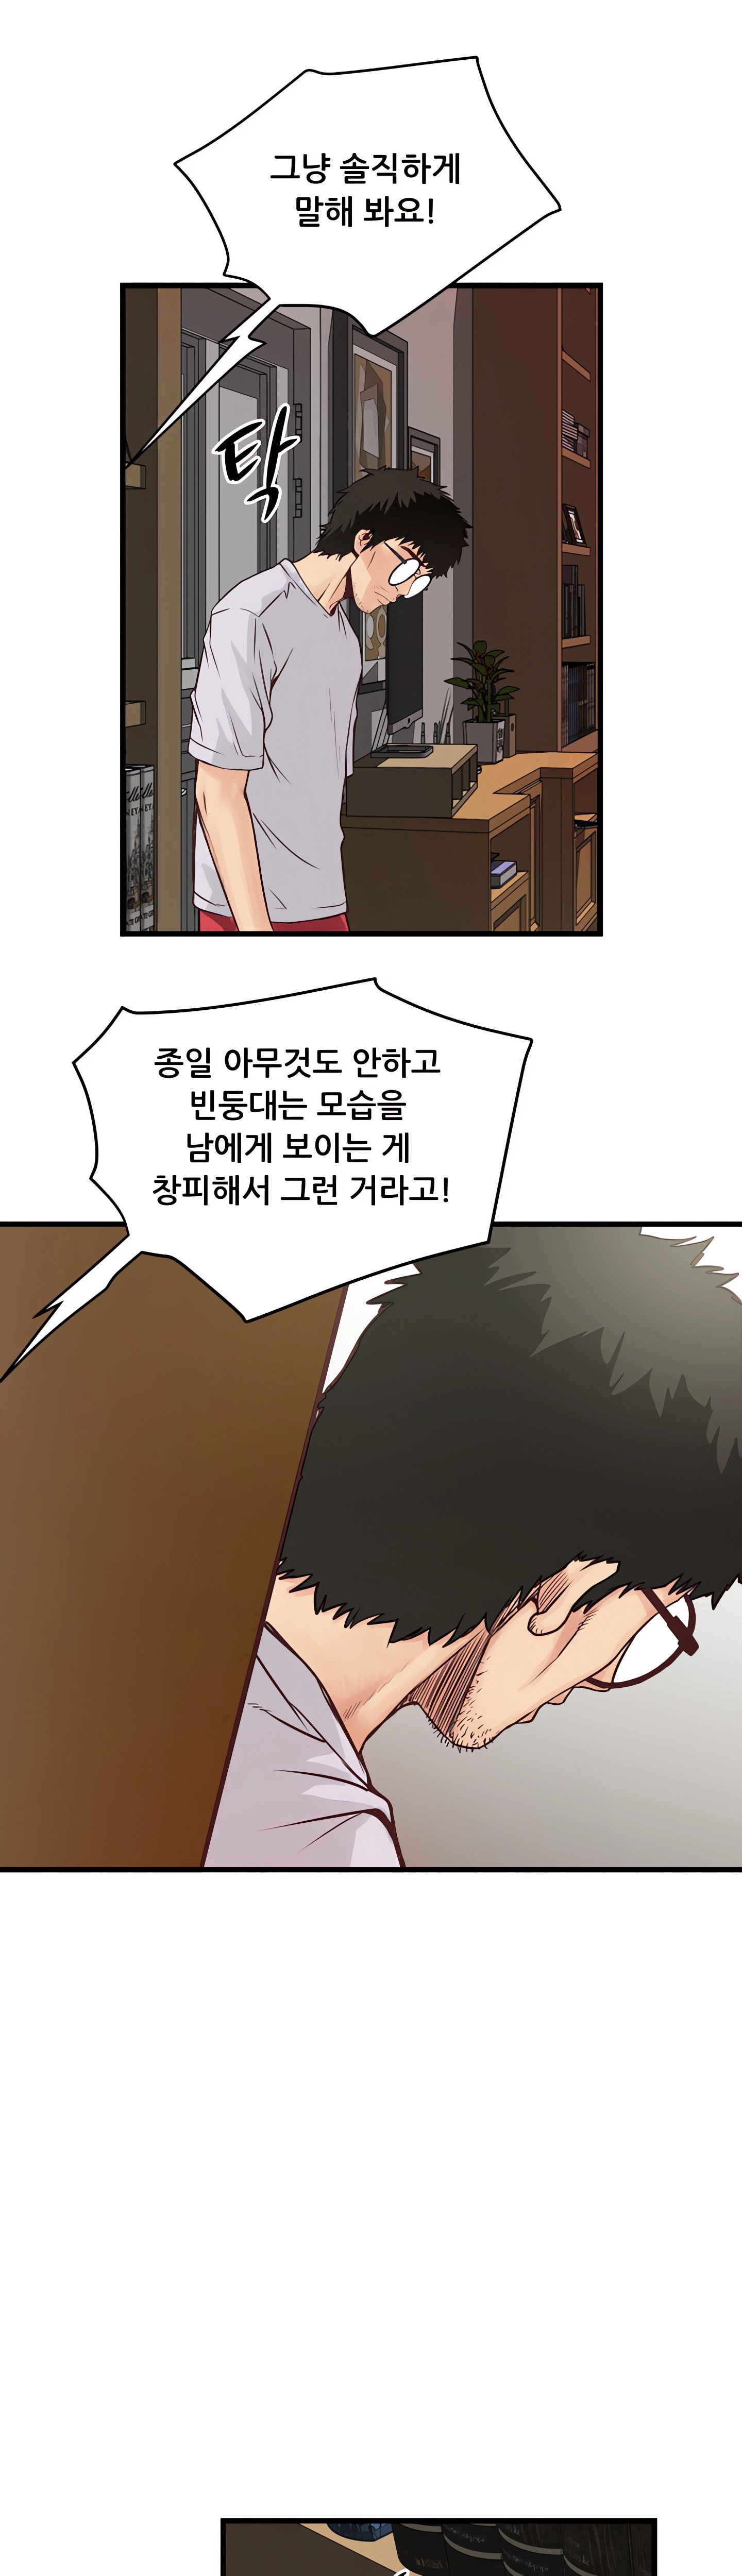 그냥 솔직하게
말해 봐요!
탁
종일 아무것도 안하고
빈둥대는 모습을
남에게 보이는 게
창피해서 그런 거라고!